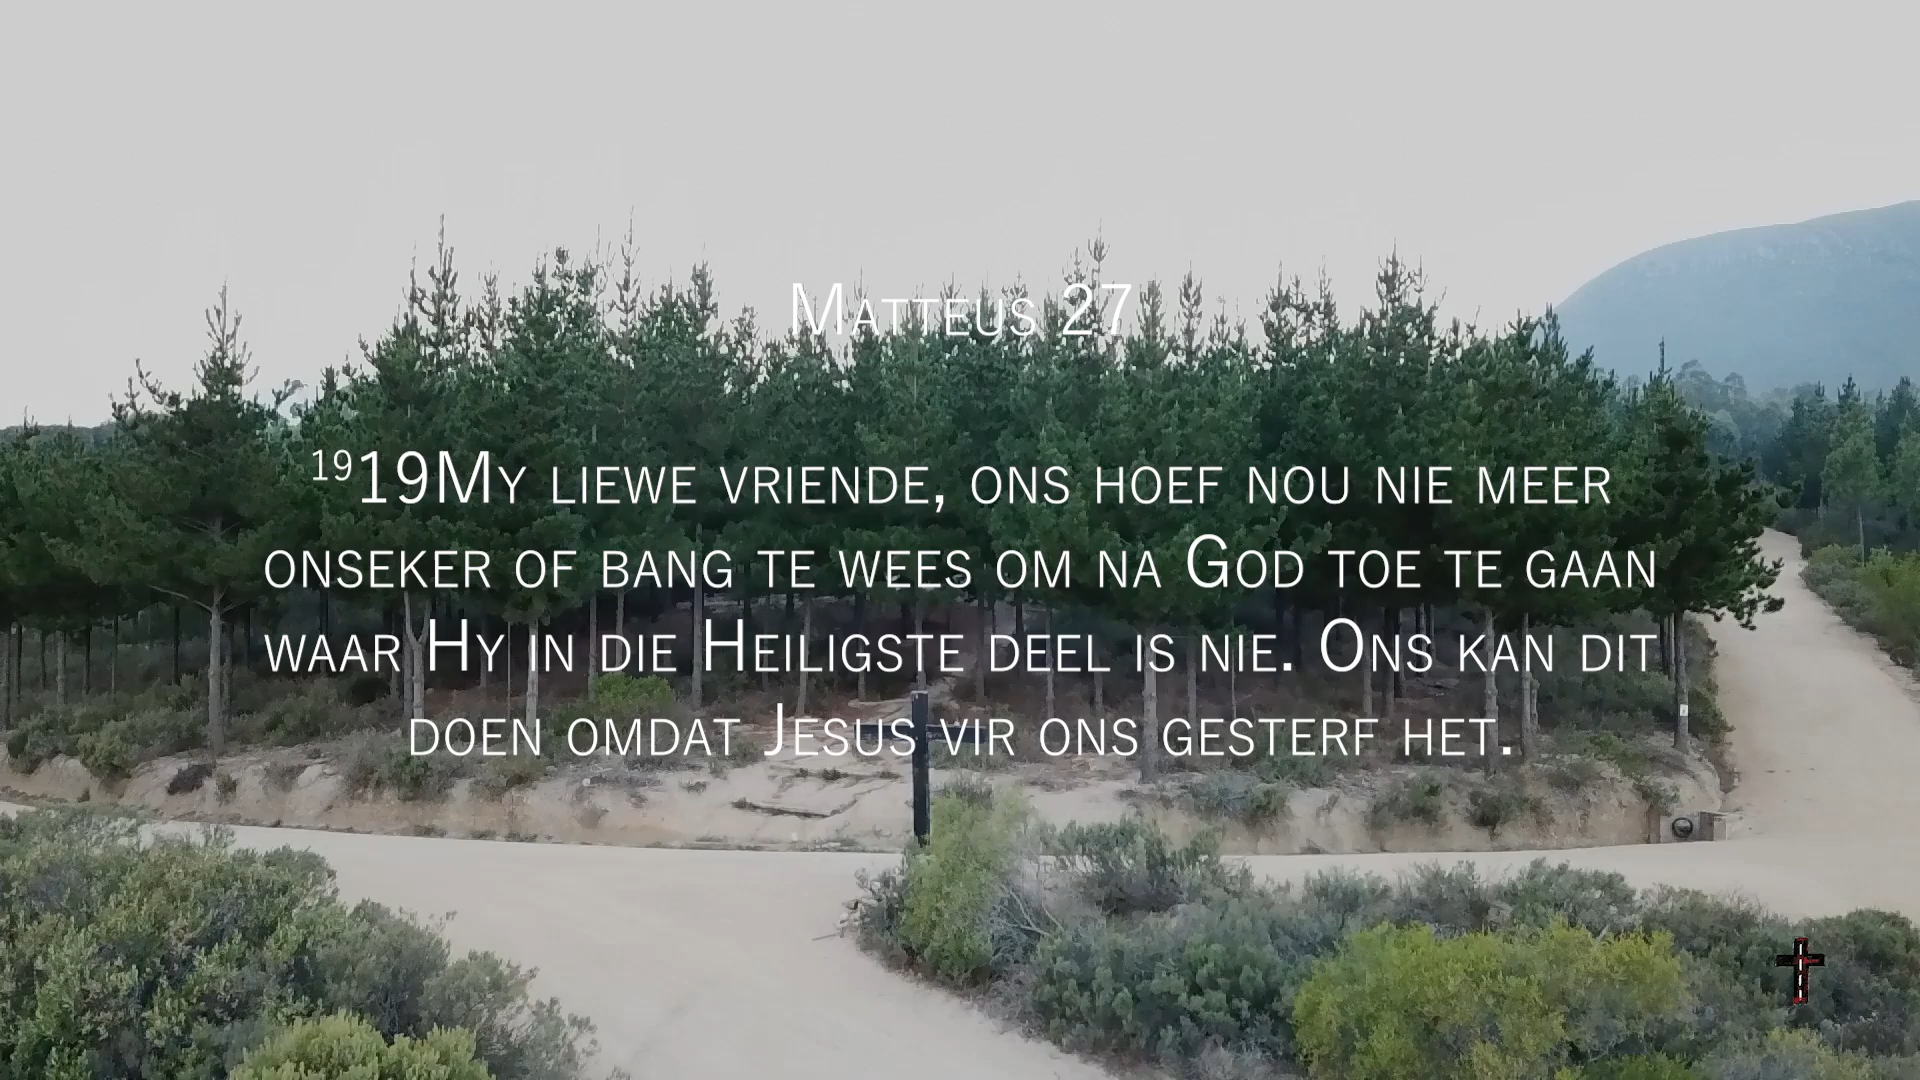 Matteus 27
1919My liewe vriende, ons hoef nou nie meer
onseker of bang te wees om na God toe te gaan
waar Hy in die Heiligste deel is nie. Ons kan dit
doen omdat Jesus vir ons gesterf het.